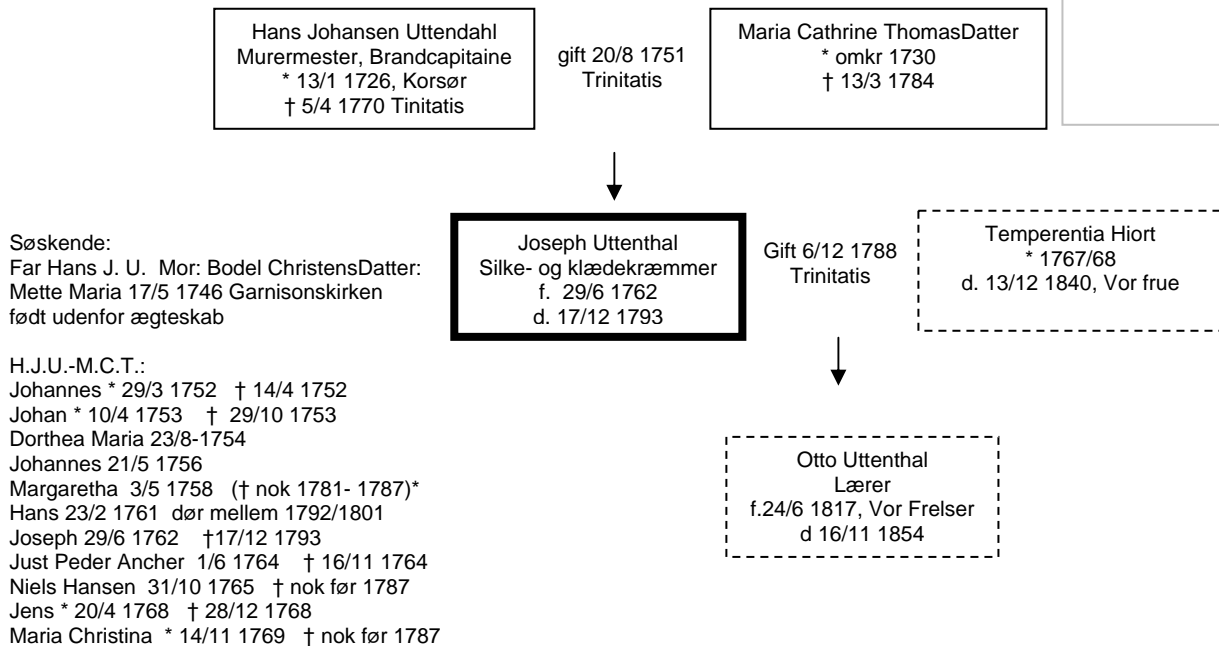 Hans Johansen Uttendahl
Murermester, Brandcapitaine
* 13/1 1726, Korsør
† 5/4 1770 Tinitatis
gift 20/8 1751
Trinitatis
Maria Cathrine ThomasDatter
* omkr 1730
† 13/3 1784
Joseph Uttenthal
Silke- og klædekræmmer
f. 29/6 1762
d. 17/12 1793
Gift 6/12 1788
Trinitatis
Temperentia Hiort
* 1767/68
d. 13/12 1840, Vor frue
Søskende:
Far Hans J. U. Mor: Bodel ChristensDatter:
Mette Maria 17/5 1746 Garnisonskirken
født udenfor ægteskab
H.J.U.-M.C.T.:
Johannes * 29/3 1752 † 14/4 1752
Johan * 10/4 1753 † 29/10 1753
Dorthea Maria 23/8-1754
Johannes 21/5 1756
Margaretha 3/5 1758 († nok 1781- 1787)*
Hans 23/2 1761 dør mellem 1792/1801
Joseph 29/6 1762 †17/12 1793
Just Peder Ancher 1/6 1764 † 16/11 1764
Niels Hansen 31/10 1765 † nok før 1787
Jens * 20/4 1768 † 28/12 1768
Maria Christina * 14/11 1769 † nok før 1787
Otto Uttenthal
Lærer
f.24/6 1817, Vor Frelser
d 16/11 1854